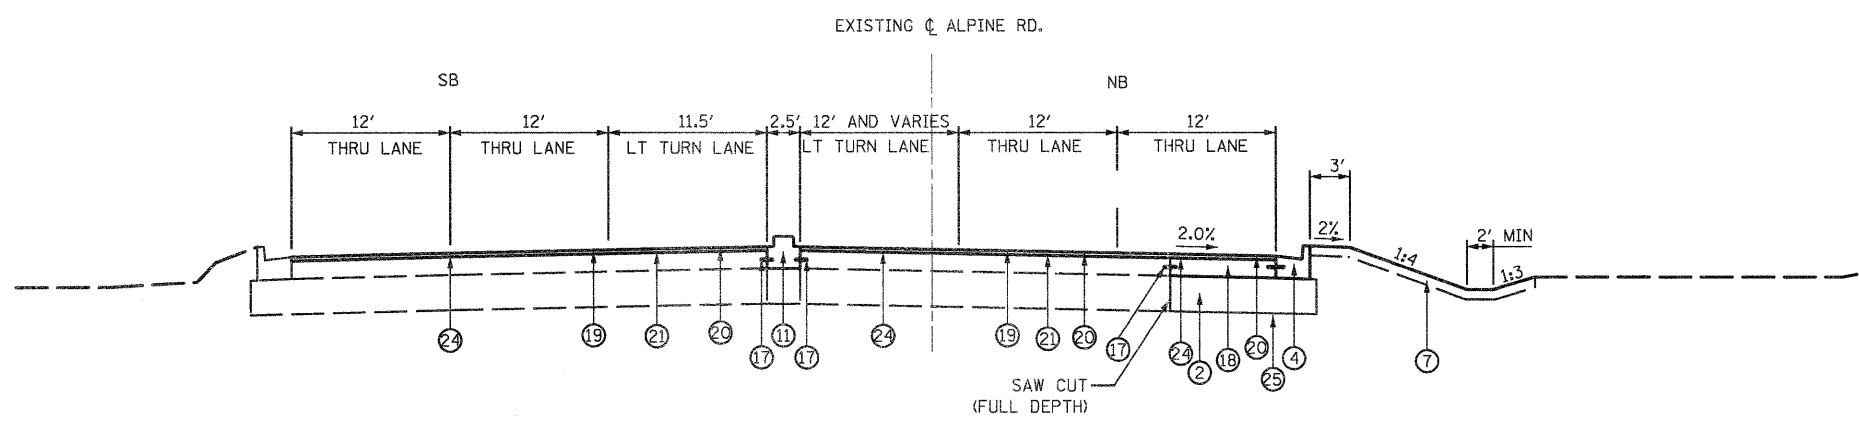 EXISTING ℄ ALPINE RD.
SB
NB
12' 12' 11.5' 2.5' 12' AND VARIES 12' 12'
THRU LANE THRU LANE LT TURN LANE LT TURN LANE THRU LANE THRU LANE
3'
2.0% 2% 2' MIN
1:4 1:3
24 19 21 20 17 11 17 24 19 21 20 17 24 18 20 4 7
2 25
SAW CUT
(FULL DEPTH)